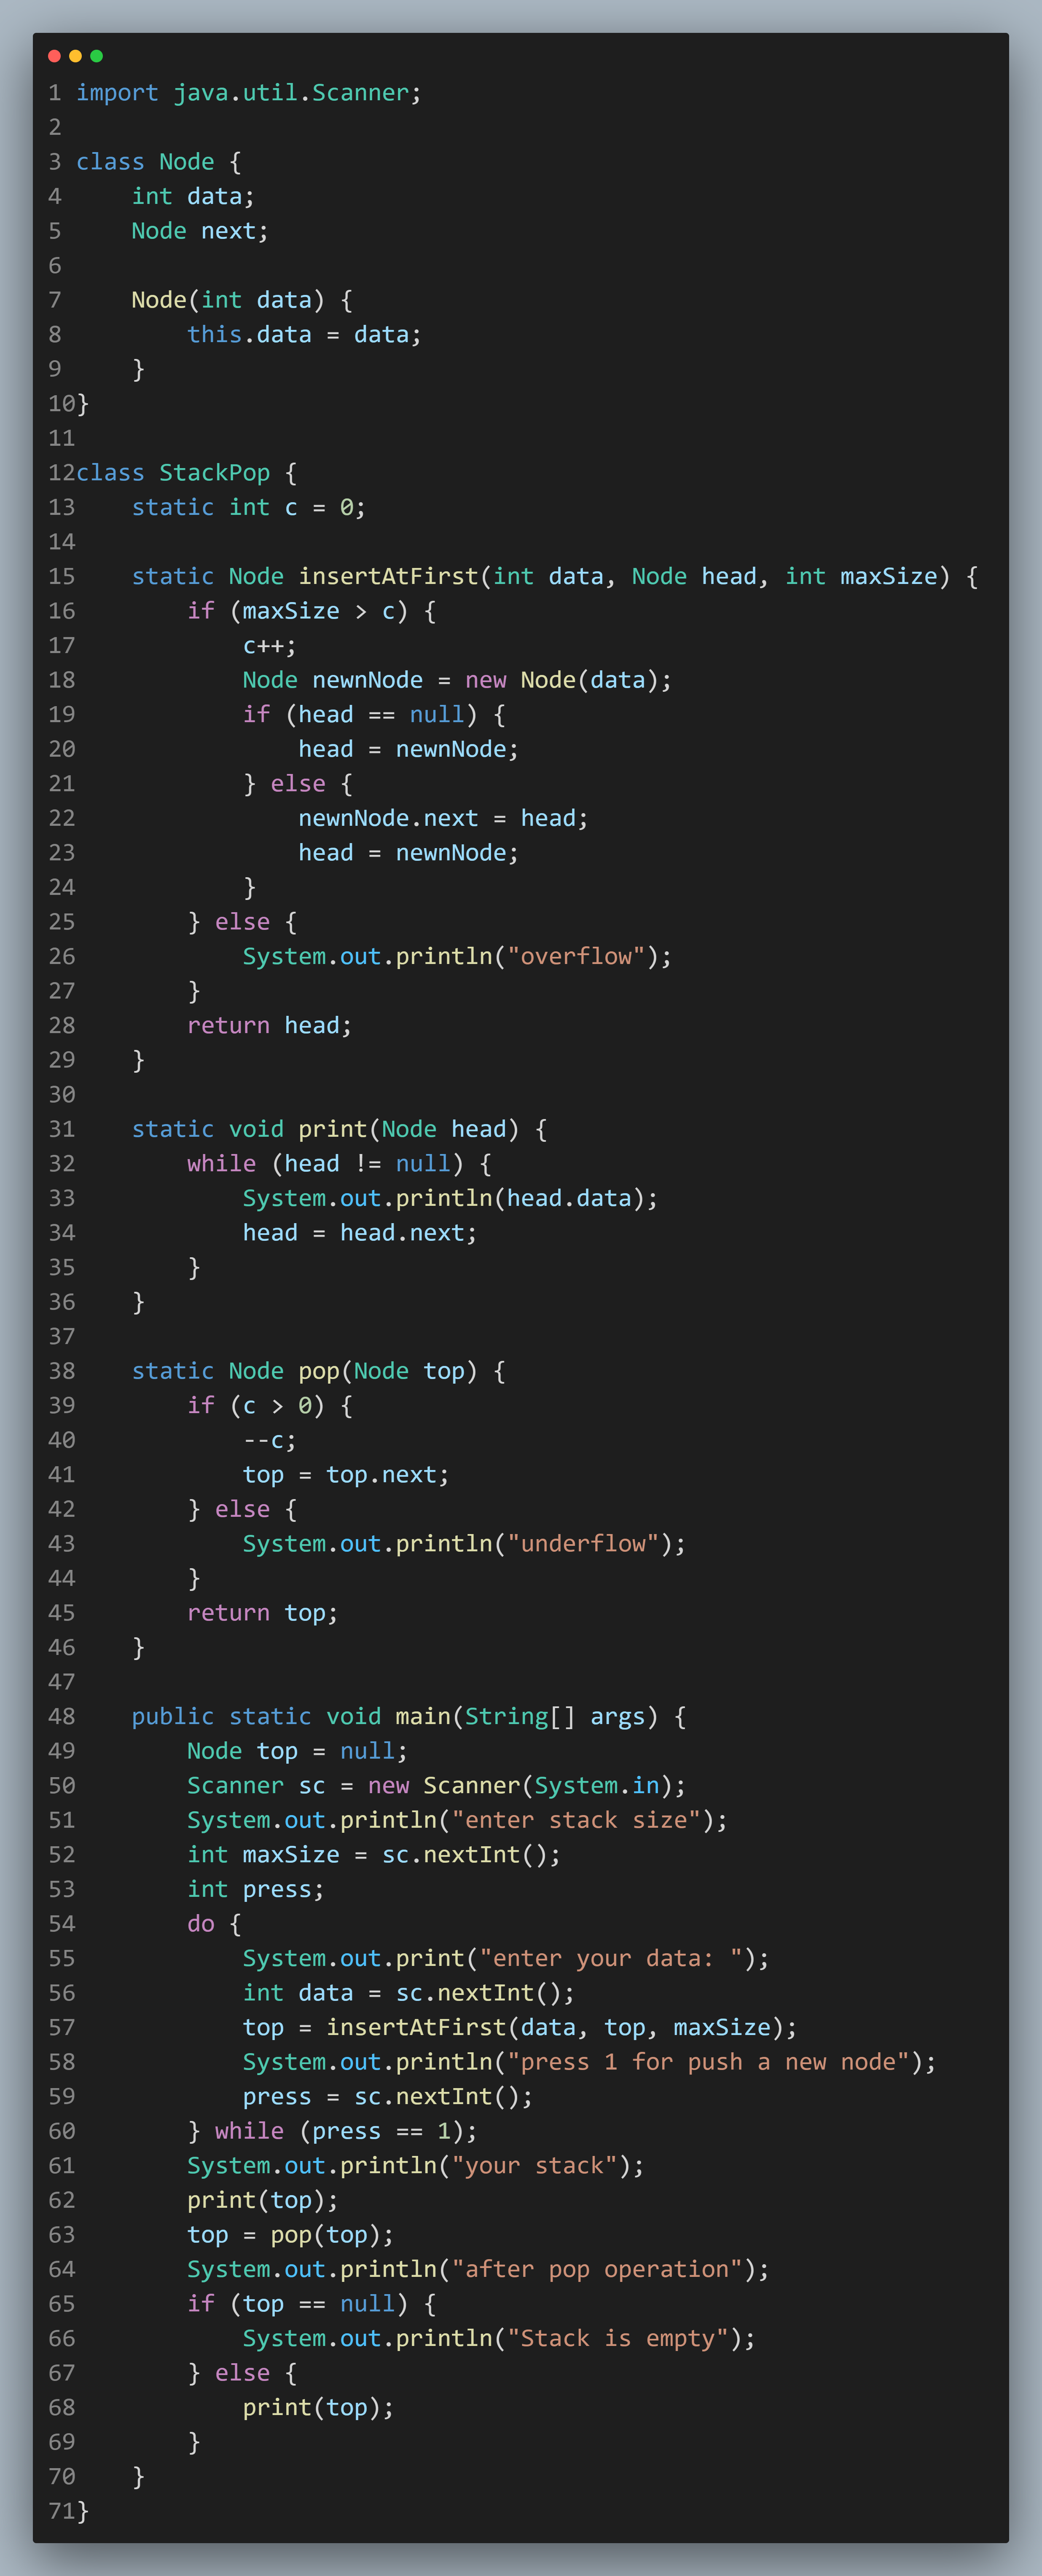 1 import java.util.Scanner;
2
3 class Node {
4     int data;
5     Node next;
6
7     Node(int data) {
8         this.data = data;
9     }
10}
11
12class StackPop {
13    static int c = 0;
14
15    static Node insertAtFirst(int data, Node head, int maxSize) {
16        if (maxSize > c) {
17            c++;
18            Node newnNode = new Node(data);
19            if (head == null) {
20                head = newnNode;
21            } else {
22                newnNode.next = head;
23                head = newnNode;
24            }
25        } else {
26            System.out.println("overflow");
27        }
28        return head;
29    }
30
31    static void print(Node head) {
32        while (head != null) {
33            System.out.println(head.data);
34            head = head.next;
35        }
36    }
37
38    static Node pop(Node top) {
39        if (c > 0) {
40            --c;
41            top = top.next;
42        } else {
43            System.out.println("underflow");
44        }
45        return top;
46    }
47
48    public static void main(String[] args) {
49        Node top = null;
50        Scanner sc = new Scanner(System.in);
51        System.out.println("enter stack size");
52        int maxSize = sc.nextInt();
53        int press;
54        do {
55            System.out.print("enter your data: ");
56            int data = sc.nextInt();
57            top = insertAtFirst(data, top, maxSize);
58            System.out.println("press 1 for push a new node");
59            press = sc.nextInt();
60        } while (press == 1);
61        System.out.println("your stack");
62        print(top);
63        top = pop(top);
64        System.out.println("after pop operation");
65        if (top == null) {
66            System.out.println("Stack is empty");
67        } else {
68            print(top);
69        }
70    }
71}